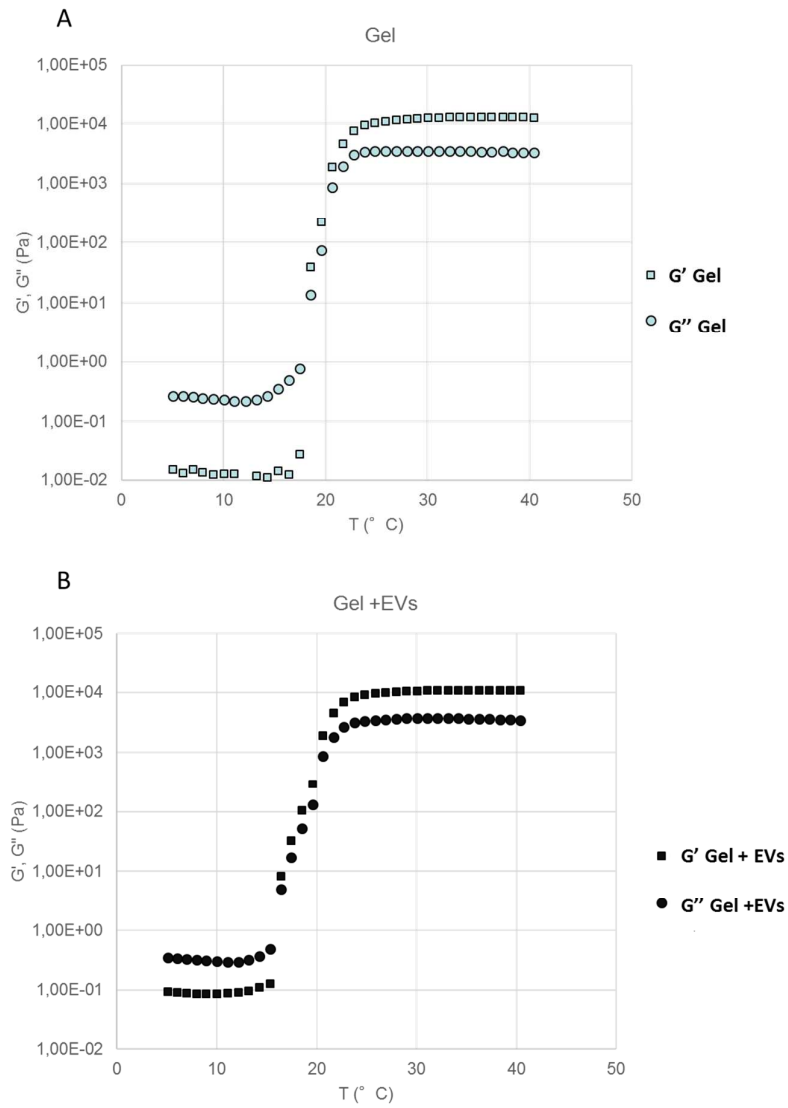 A
Gel
1,00E+05
1,00E+04
1,00E+03
1,00E+02
1,00E+01
1,00E+00
1,00E-01
1,00E-02
G', G" (Pa)
0 10 20 30 40 50
T (° C)
G’ Gel
G’’ Gel
B
Gel +EVs
1,00E+05
1,00E+04
1,00E+03
1,00E+02
1,00E+01
1,00E+00
1,00E-01
1,00E-02
G', G" (Pa)
0 10 20 30 40 50
T (° C)
G’ Gel + EVs
G’’ Gel +EVs